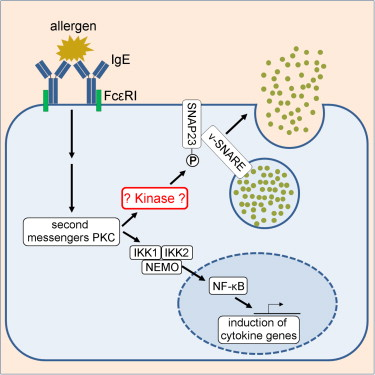 allergen
IgE
FcεRI
SNAP23
P
v-SNARE
? Kinase ?
second
messengers PKC
IKK1 IKK2
NEMO
NF-κB
induction of
cytokine genes